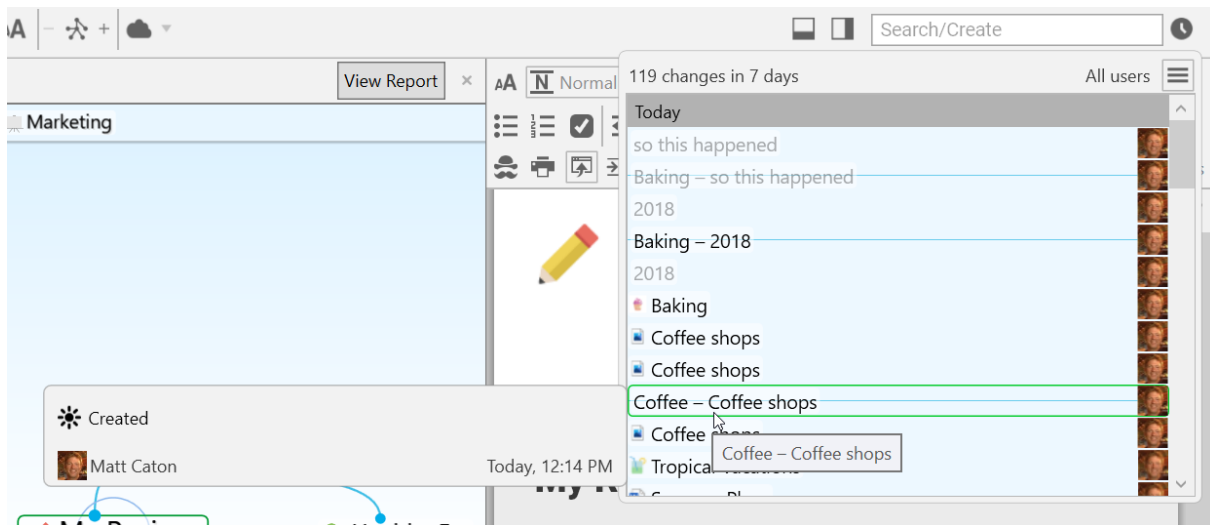 AA
Search/Create
View Report
×
AA N Normal
119 changes in 7 days
All users
Marketing
Today
so this happened
Baking – so this happened
2018
Baking – 2018
2018
Baking
Coffee shops
Coffee shops
Coffee – Coffee shops
Coffee
Coffee – Coffee shops
Tropical
Created
Matt Caton
Today, 12:14 PM